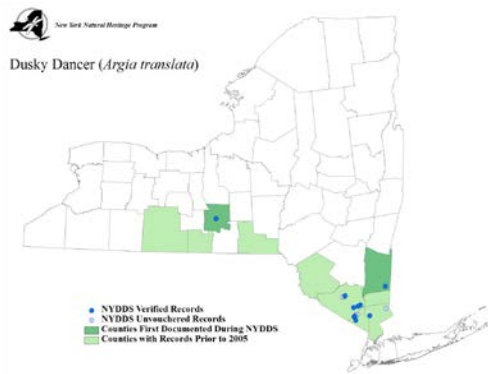 New York Natural Heritage Program
Dusky Dancer (Argia translata)
NYDDS Verified Records
NYDDS Unvouchered Records
Counties First Documented During NYDDS
Counties with Records Prior to 2005